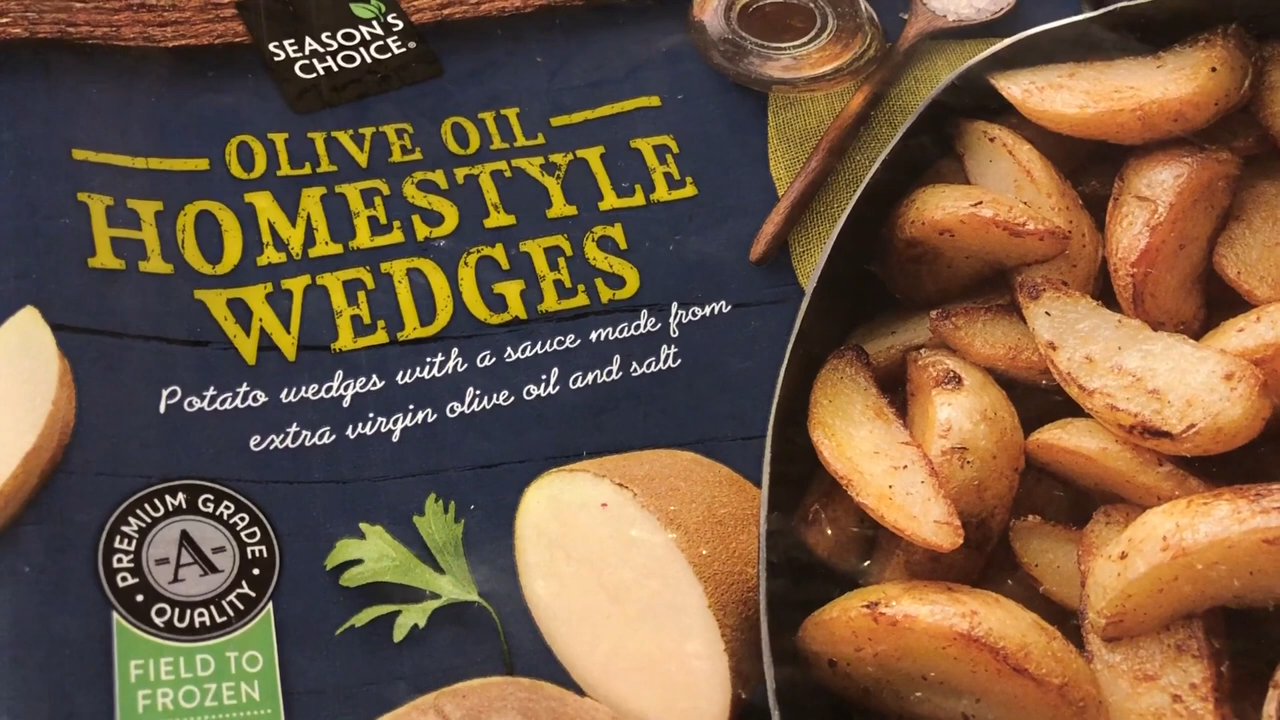 SEASON'S
CHOICE®
OLIVE OIL
HOMESTYLE
WEDGES
Potato wedges with a sauce made from
extra virgin olive oil and salt
PREMIUM GRADE
-A-
QUALITY
FIELD TO
FROZEN